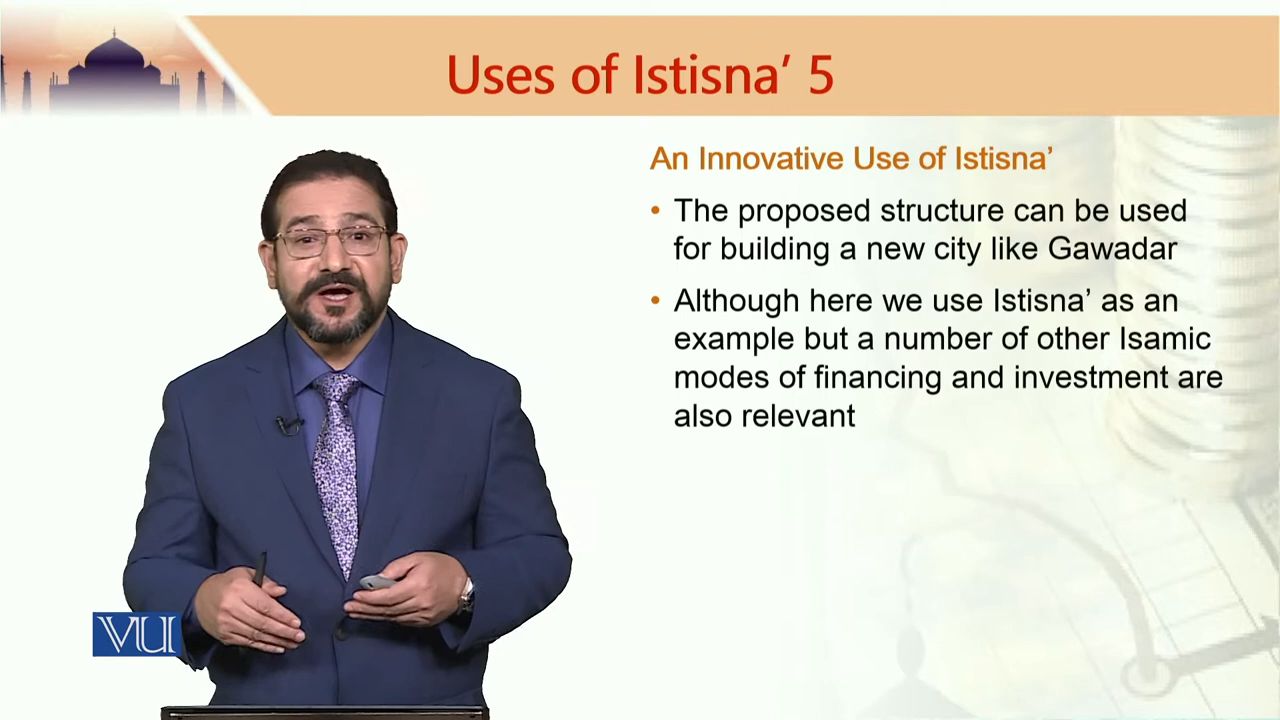 Uses of Istisna’ 5
An Innovative Use of Istisna’
• The proposed structure can be used
for building a new city like Gawadar
• Although here we use Istisna’ as an
example but a number of other Isamic
modes of financing and investment are
also relevant
VU